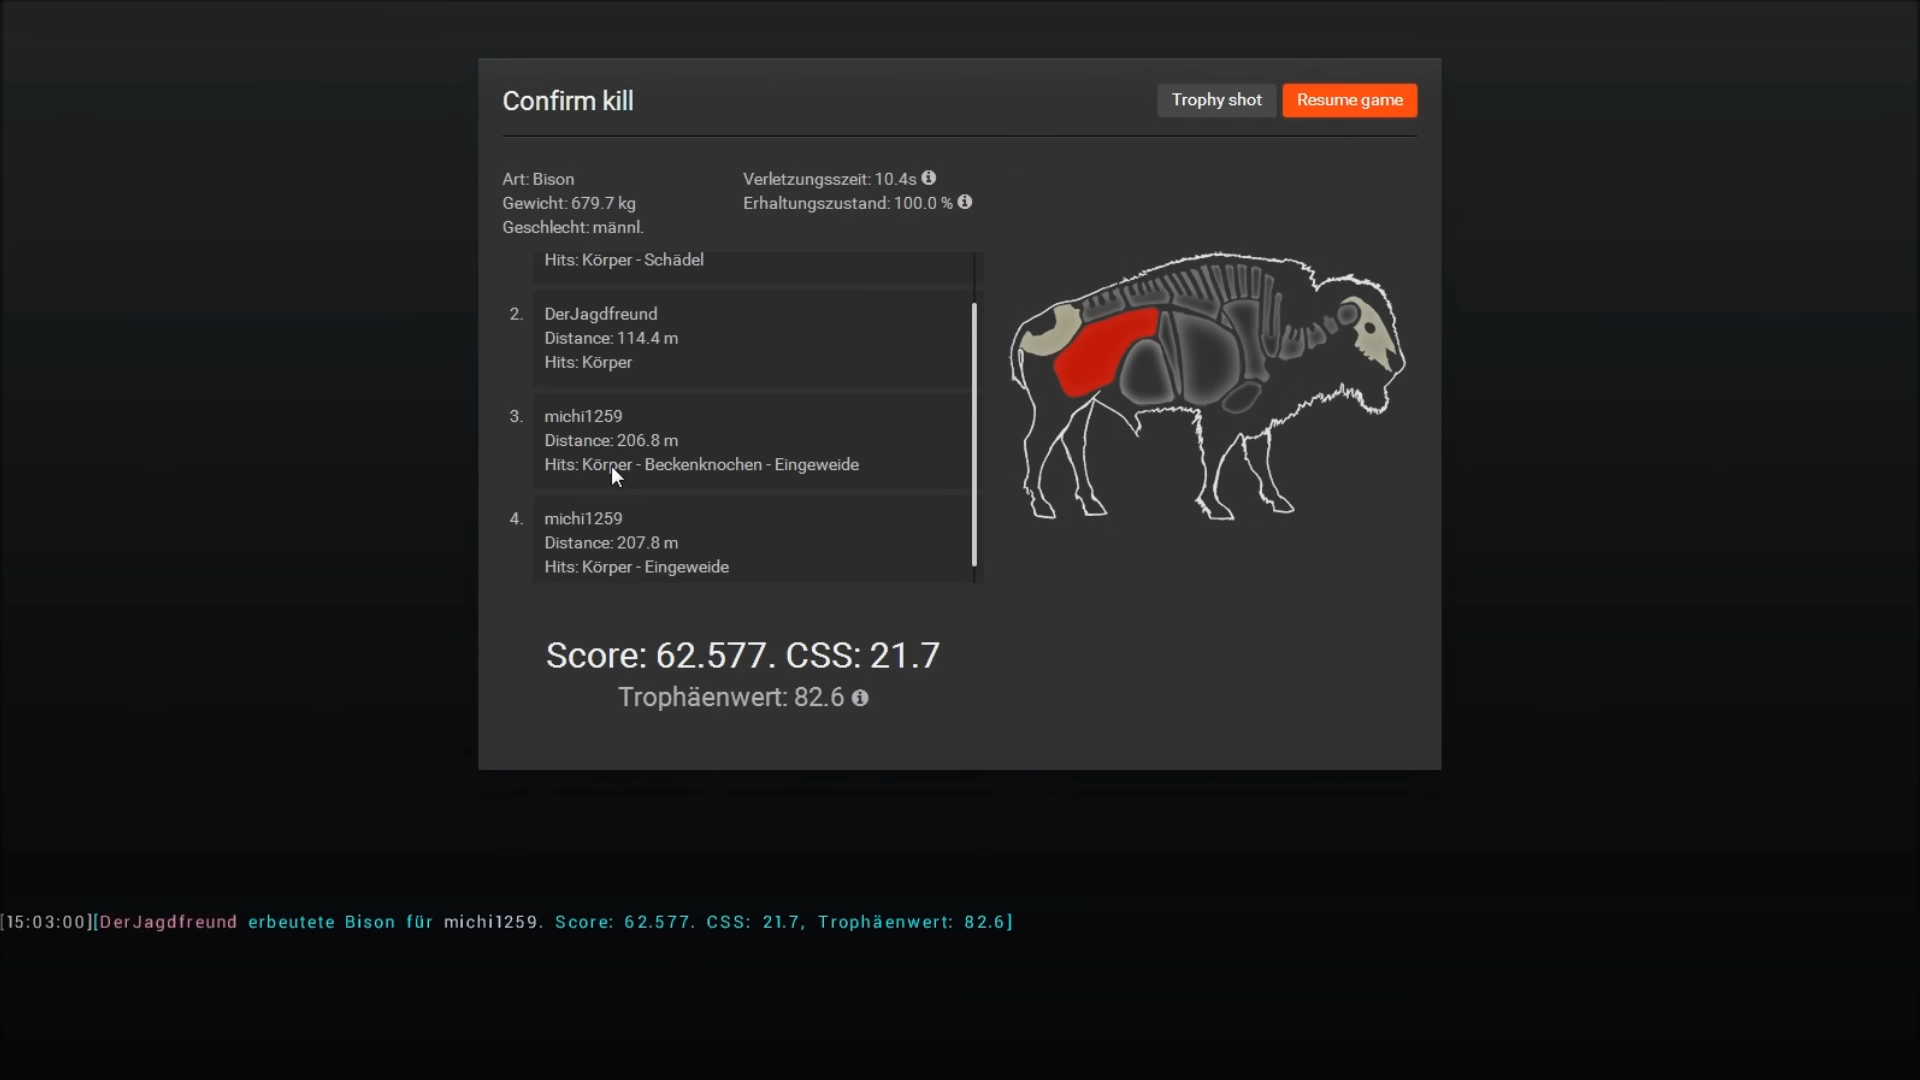 Confirm kill
Trophy shot
Resume game
Art: Bison
Gewicht: 679.7 kg
Geschlecht: männl.
Verletzungsszeit: 10.4s
Erhaltungszustand: 100.0 %
Hits: Körper - Schädel
2. DerJagdfreund
Distance: 114.4 m
Hits: Körper
3. michi1259
Distance: 206.8 m
Hits: Körper - Beckenknochen - Eingeweide
4. michi1259
Distance: 207.8 m
Hits: Körper - Eingeweide
Score: 62.577. CSS: 21.7
Trophäenwert: 82.6
[15:03:00][DerJagdfreund erbeutete Bison für michi1259. Score: 62.577. CSS: 21.7, Trophäenwert: 82.6]